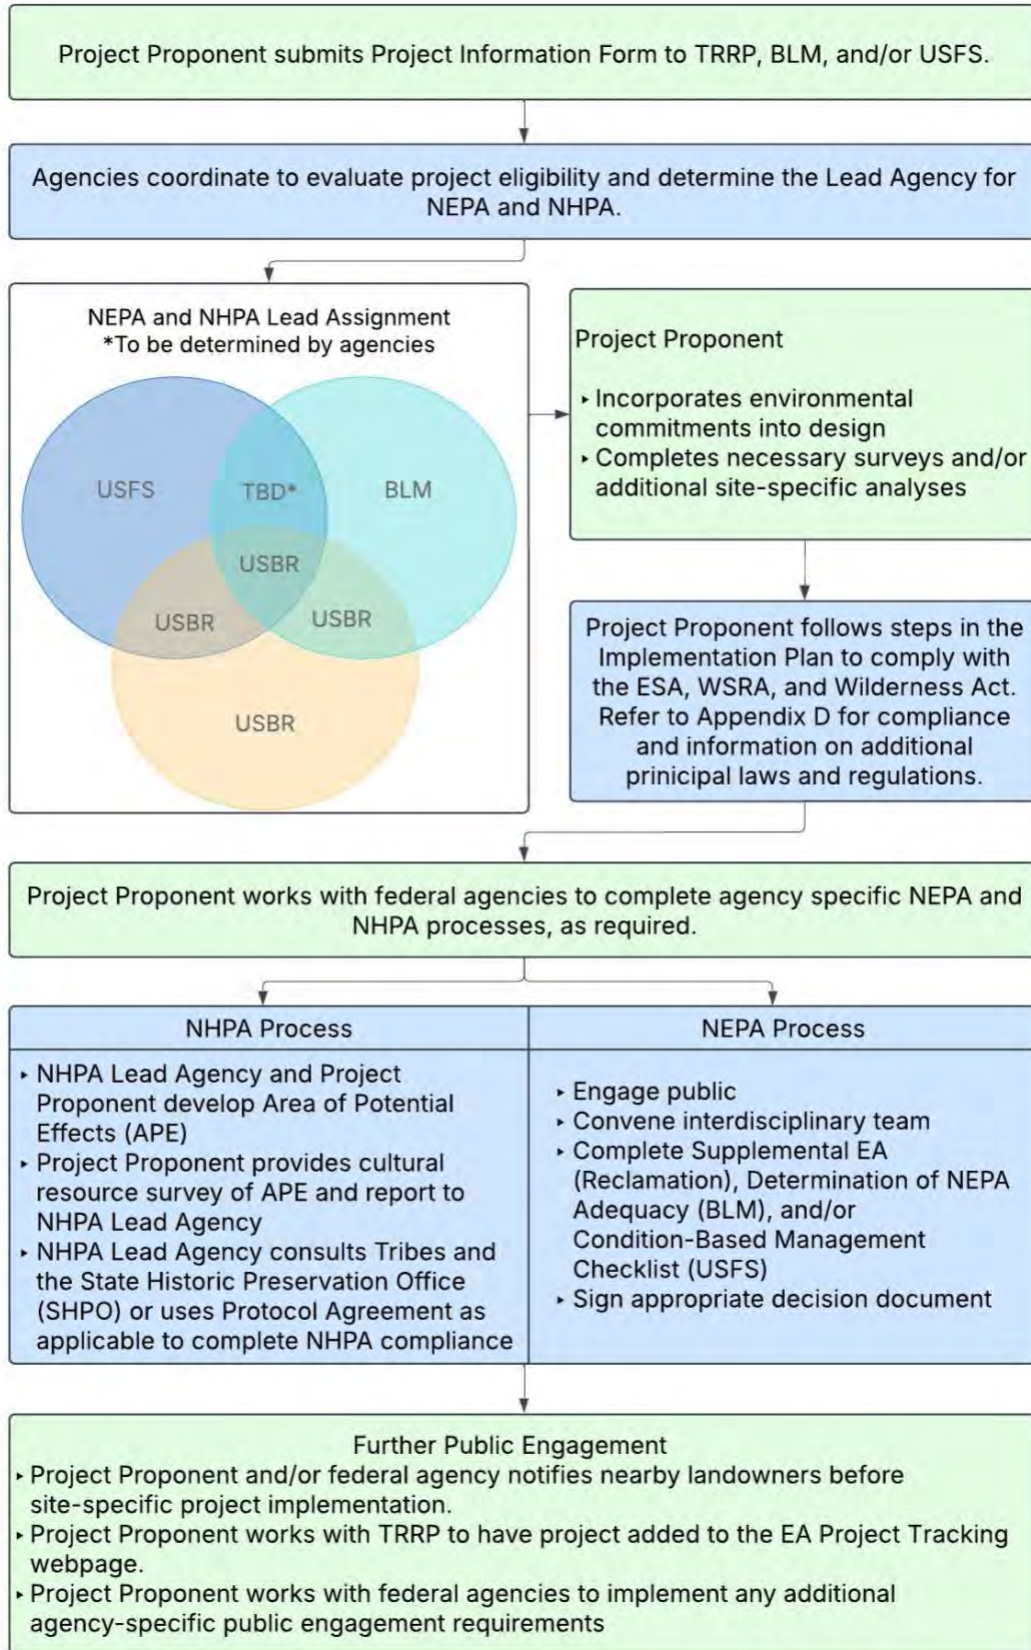 Project Proponent submits Project Information Form to TRRP, BLM, and/or USFS.
Agencies coordinate to evaluate project eligibility and determine the Lead Agency for
NEPA and NHPA.
NEPA and NHPA Lead Assignment
*To be determined by agencies
USFS
TBD*
BLM
USBR
USBR
USBR
USBR
Project Proponent
‣ Incorporates environmental
commitments into design
‣ Completes necessary surveys and/or
additional site-specific analyses
Project Proponent follows steps in the
Implementation Plan to comply with
the ESA, WSRA, and Wilderness Act.
Refer to Appendix D for compliance
and information on additional
prinicipal laws and regulations.
Project Proponent works with federal agencies to complete agency specific NEPA and
NHPA processes, as required.
NHPA Process
‣ NHPA Lead Agency and Project
Proponent develop Area of Potential
Effects (APE)
‣ Project Proponent provides cultural
resource survey of APE and report to
NHPA Lead Agency
‣ NHPA Lead Agency consults Tribes and
the State Historic Preservation Office
(SHPO) or uses Protocol Agreement as
applicable to complete NHPA compliance
NEPA Process
‣ Engage public
‣ Convene interdisciplinary team
‣ Complete Supplemental EA
(Reclamation), Determination of NEPA
Adequacy (BLM), and/or
Condition-Based Management
Checklist (USFS)
‣ Sign appropriate decision document
Further Public Engagement
‣ Project Proponent and/or federal agency notifies nearby landowners before
site-specific project implementation.
‣ Project Proponent works with TRRP to have project added to the EA Project Tracking
webpage.
‣ Project Proponent works with federal agencies to implement any additional
agency-specific public engagement requirements